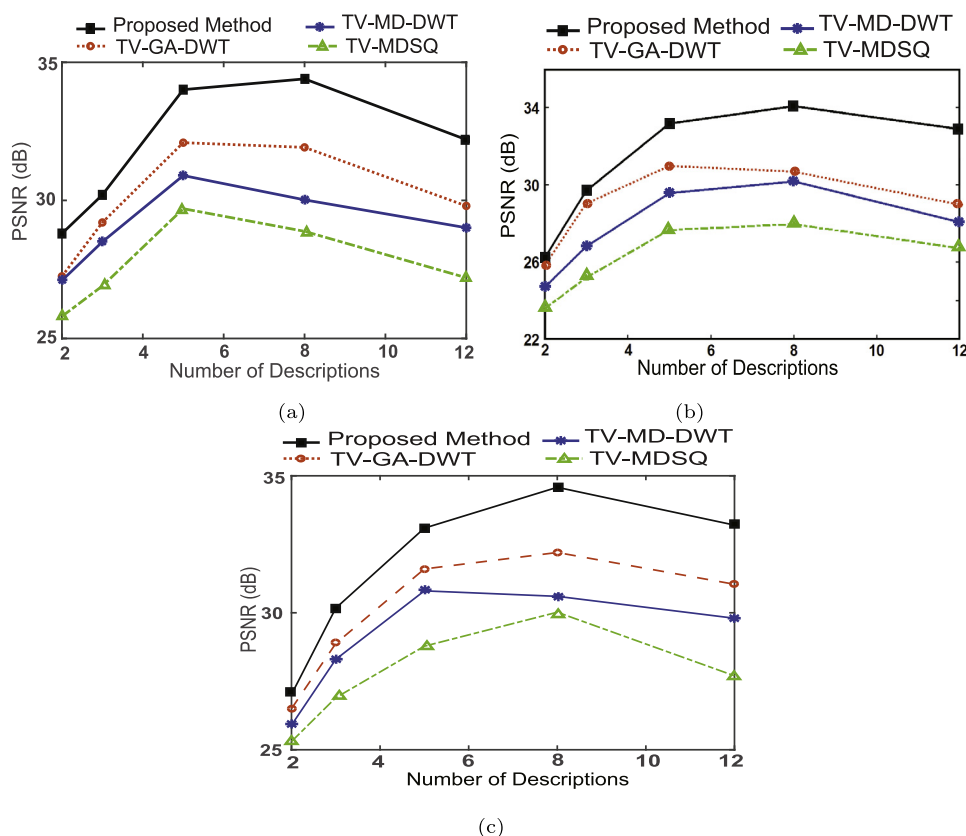 Proposed Method TV-MD-DWT
TV-GA-DWT TV-MDSQ
35
30
25
PSNR (dB)
2 4 6 8 10 12
Number of Descriptions
(a)
Proposed Method TV-MD-DWT
TV-GA-DWT TV-MDSQ
34
30
26
22
PSNR (dB)
2 4 6 8 10 12
Number of Descriptions
(b)
Proposed Method TV-MD-DWT
TV-GA-DWT TV-MDSQ
35
30
25
PSNR (dB)
2 4 6 8 10 12
Number of Descriptions
(c)